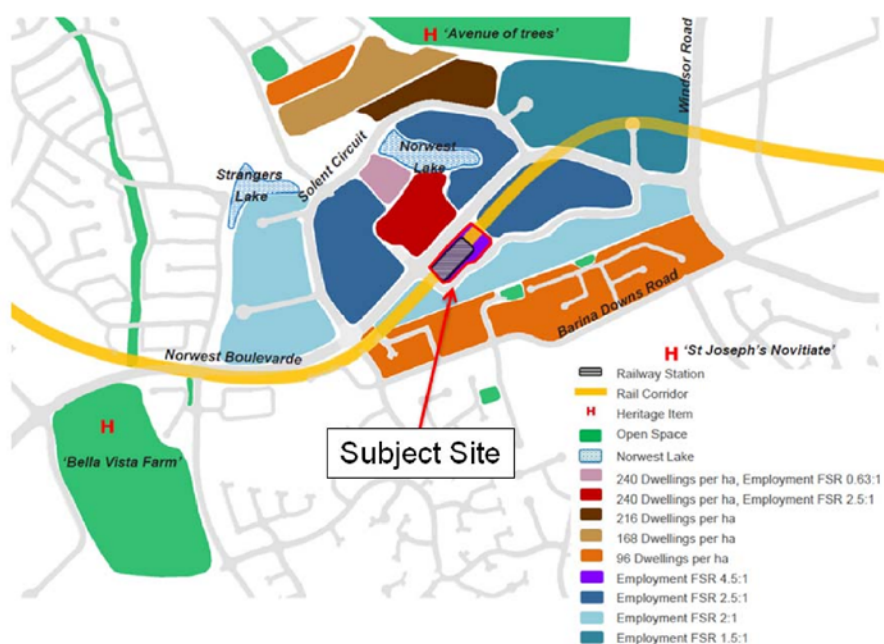 H 'Avenue of trees'
Windsor Road
Norwest
Lake
Solent Circuit
Strangers
Lake
Barina Downs Road
Norwest Boulevarde
H 'St Joseph's Novitiate'
H
'Bella Vista Farm'
Subject Site
Railway Station
Rail Corridor
H Heritage Item
Open Space
Norwest Lake
240 Dwellings per ha, Employment FSR 0.63:1
240 Dwellings per ha, Employment FSR 2.5:1
216 Dwellings per ha
168 Dwellings per ha
96 Dwellings per ha
Employment FSR 4.5:1
Employment FSR 2.5:1
Employment FSR 2:1
Employment FSR 1.5:1